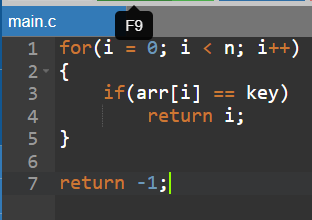 F9
main.c
1 for(i = 0; i < n; i++)
2 {
3     if(arr[i] == key)
4         return i;
5 }
6
7 return -1;